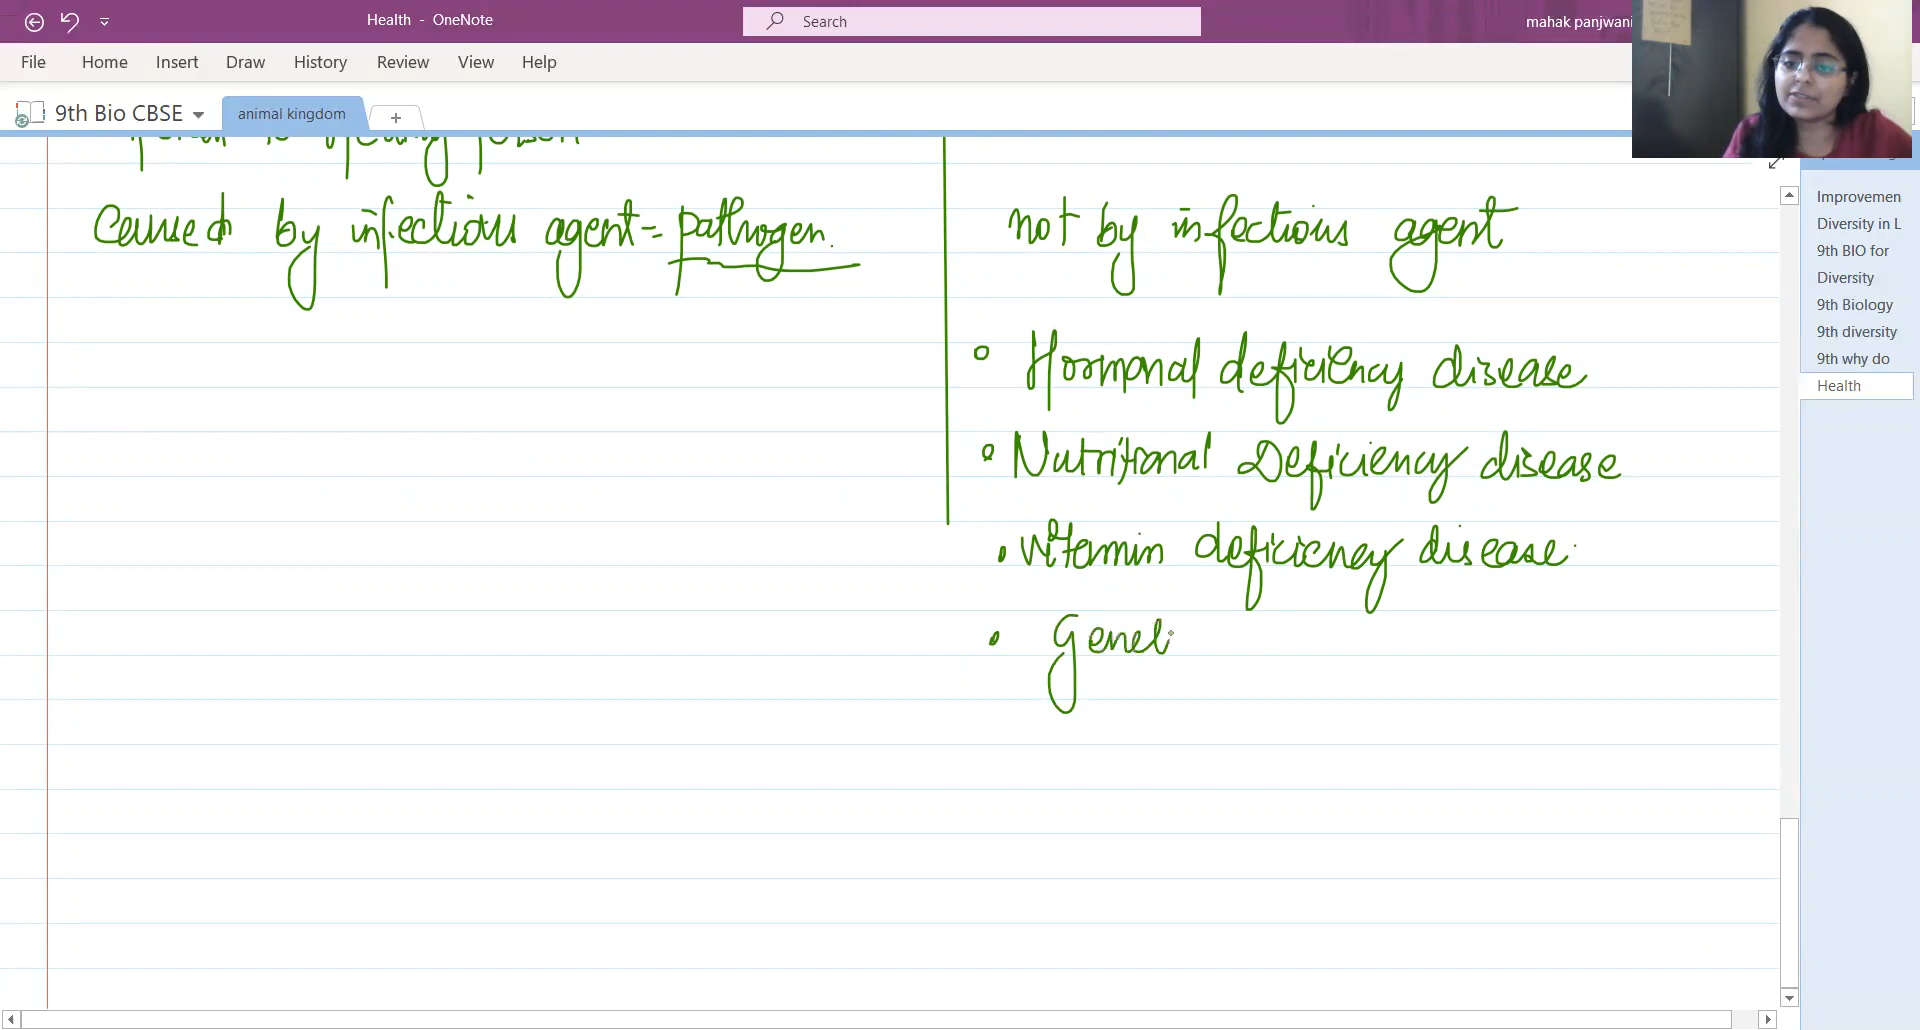 Health - OneNote
Search
mahak panjwani
File Home Insert Draw History Review View Help
9th Bio CBSE
animal kingdom
+
Caused by infectious agent = pathogen.
not by infectious agent
Hormonal deficiency disease
Nutritional Deficiency disease
Vitamin deficiency disease.
Genet
Improvemen
Diversity in L
9th BIO for
Diversity
9th Biology
9th diversity
9th why do
Health